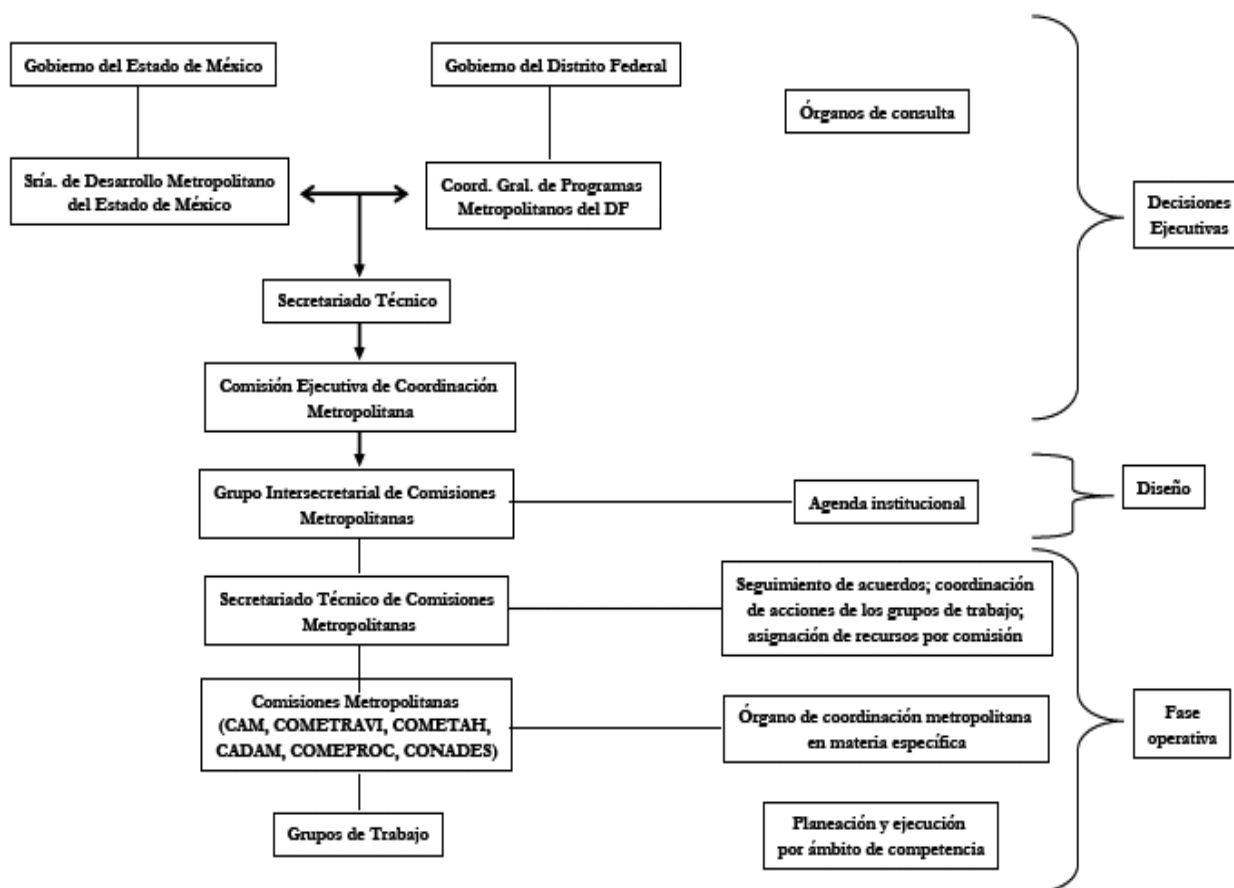 Gobierno del Estado de México
Gobierno del Distrito Federal
Órganos de consulta
Sría. de Desarrollo Metropolitano
del Estado de México
Coord. Gral. de Programas
Metropolitanos del DF
Decisiones
Ejecutivas
Secretariado Técnico
Comisión Ejecutiva de Coordinación
Metropolitana
Grupo Intersecretarial de Comisiones
Metropolitanas
Agenda institucional
Diseño
Secretariado Técnico de Comisiones
Metropolitanas
Seguimiento de acuerdos; coordinación
de acciones de los grupos de trabajo;
asignación de recursos por comisión
Comisiones Metropolitanas
(CAM, COMETRAVI, COMETAH,
CADAM, COMEPROC, CONADES)
Órgano de coordinación metropolitana
en materia específica
Fase
operativa
Grupos de Trabajo
Planeación y ejecución
por ámbito de competencia